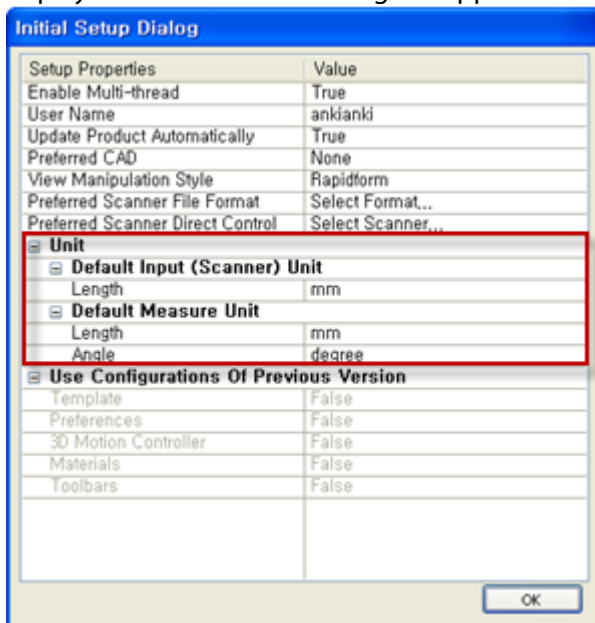 Initial Setup Dialog
Setup Properties Value
Enable Multi-thread True
User Name ankianki
Update Product Automatically True
Preferred CAD None
View Manipulation Style Rapidform
Preferred Scanner File Format Select Format...
Preferred Scanner Direct Control Select Scanner...
Unit
Default Input (Scanner) Unit
Length mm
Default Measure Unit
Length mm
Angle degree
Use Configurations Of Previous Version
Template False
Preferences False
3D Motion Controller False
Materials False
Toolbars False
OK